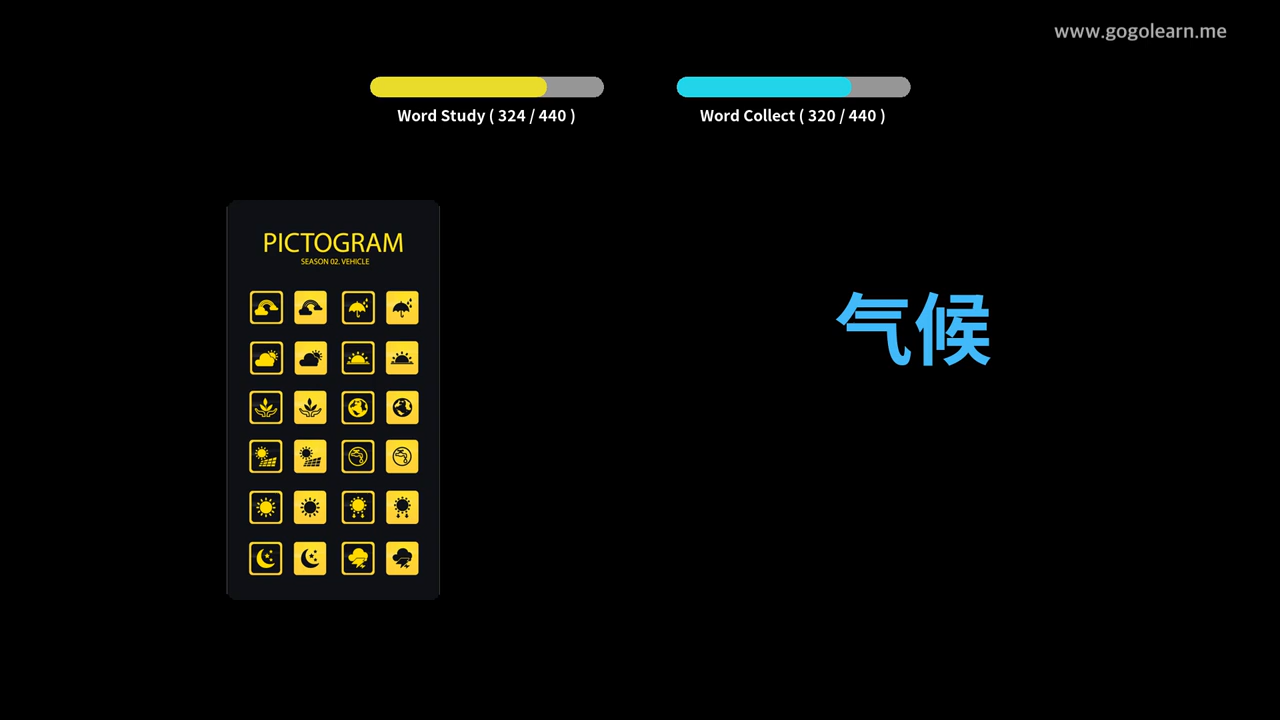 www.gogolearn.me
Word Study ( 324 / 440 )
Word Collect ( 320 / 440 )
PICTOGRAM
SEASON 02. VEHICLE
气候